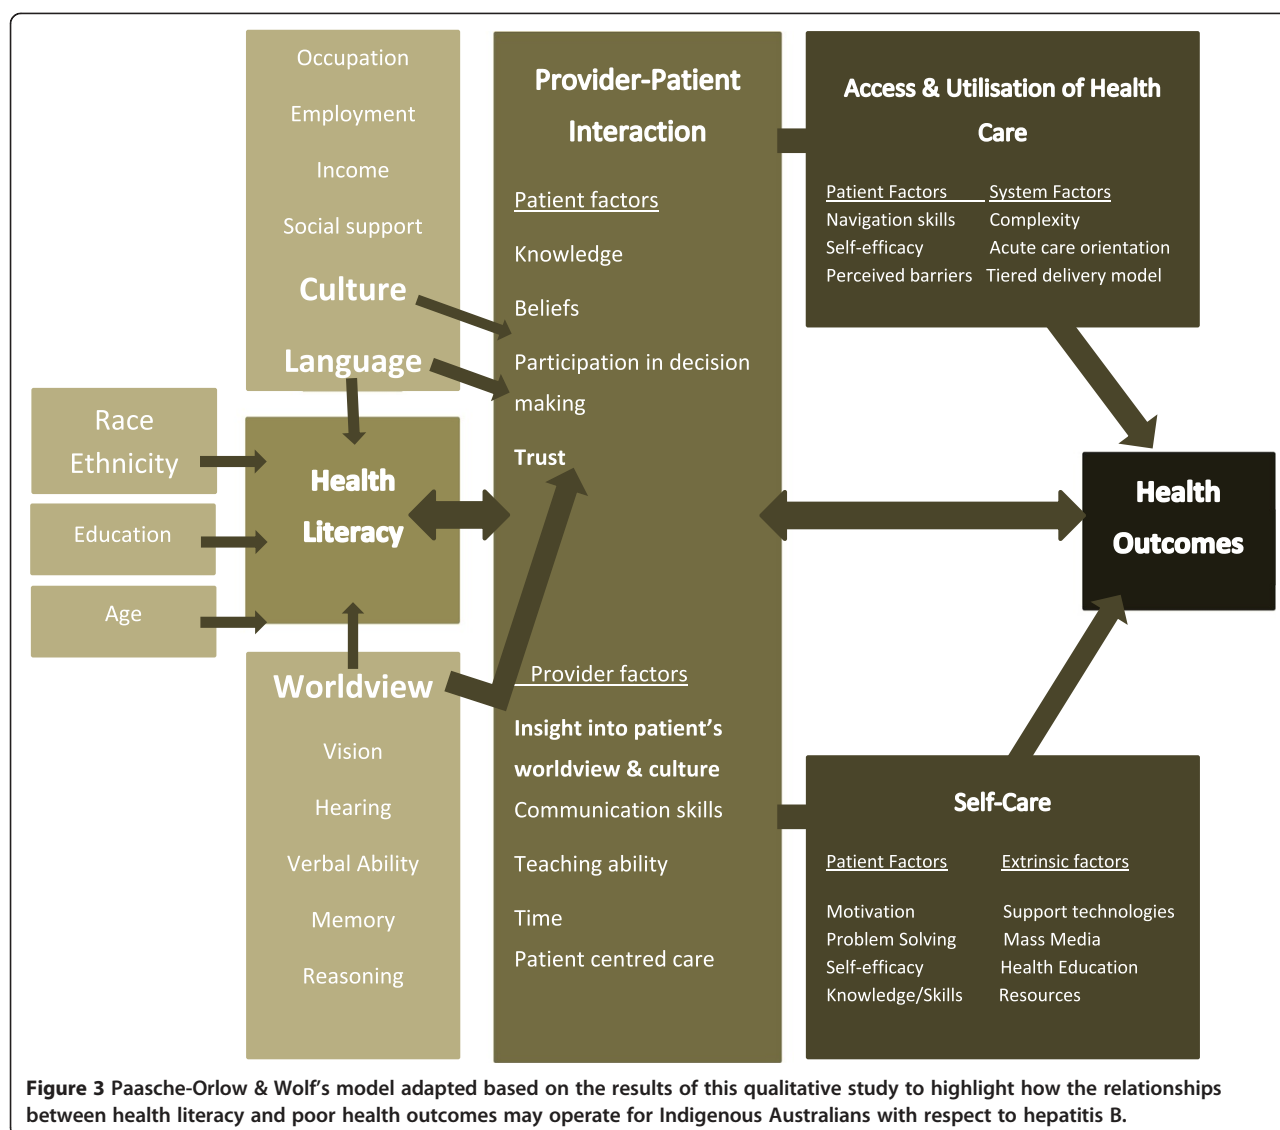 Occupation
Employment
Income
Social support
Culture
Language
Race
Ethnicity
Education
Age
Health
Literacy
Worldview
Vision
Hearing
Verbal Ability
Memory
Reasoning
Provider-Patient
Interaction
Patient factors
Knowledge
Beliefs
Participation in decision
making
Trust
Provider factors
Insight into patient's
worldview & culture
Communication skills
Teaching ability
Time
Patient centred care
Access & Utilisation of Health
Care
Patient Factors System Factors
Navigation skills Complexity
Self-efficacy Acute care orientation
Perceived barriers Tiered delivery model
Health
Outcomes
Self-Care
Patient Factors Extrinsic factors
Motivation Support technologies
Problem Solving Mass Media
Self-efficacy Health Education
Knowledge/Skills Resources
Figure 3 Paasche-Orlow & Wolf's model adapted based on the results of this qualitative study to highlight how the relationships
between health literacy and poor health outcomes may operate for Indigenous Australians with respect to hepatitis B.